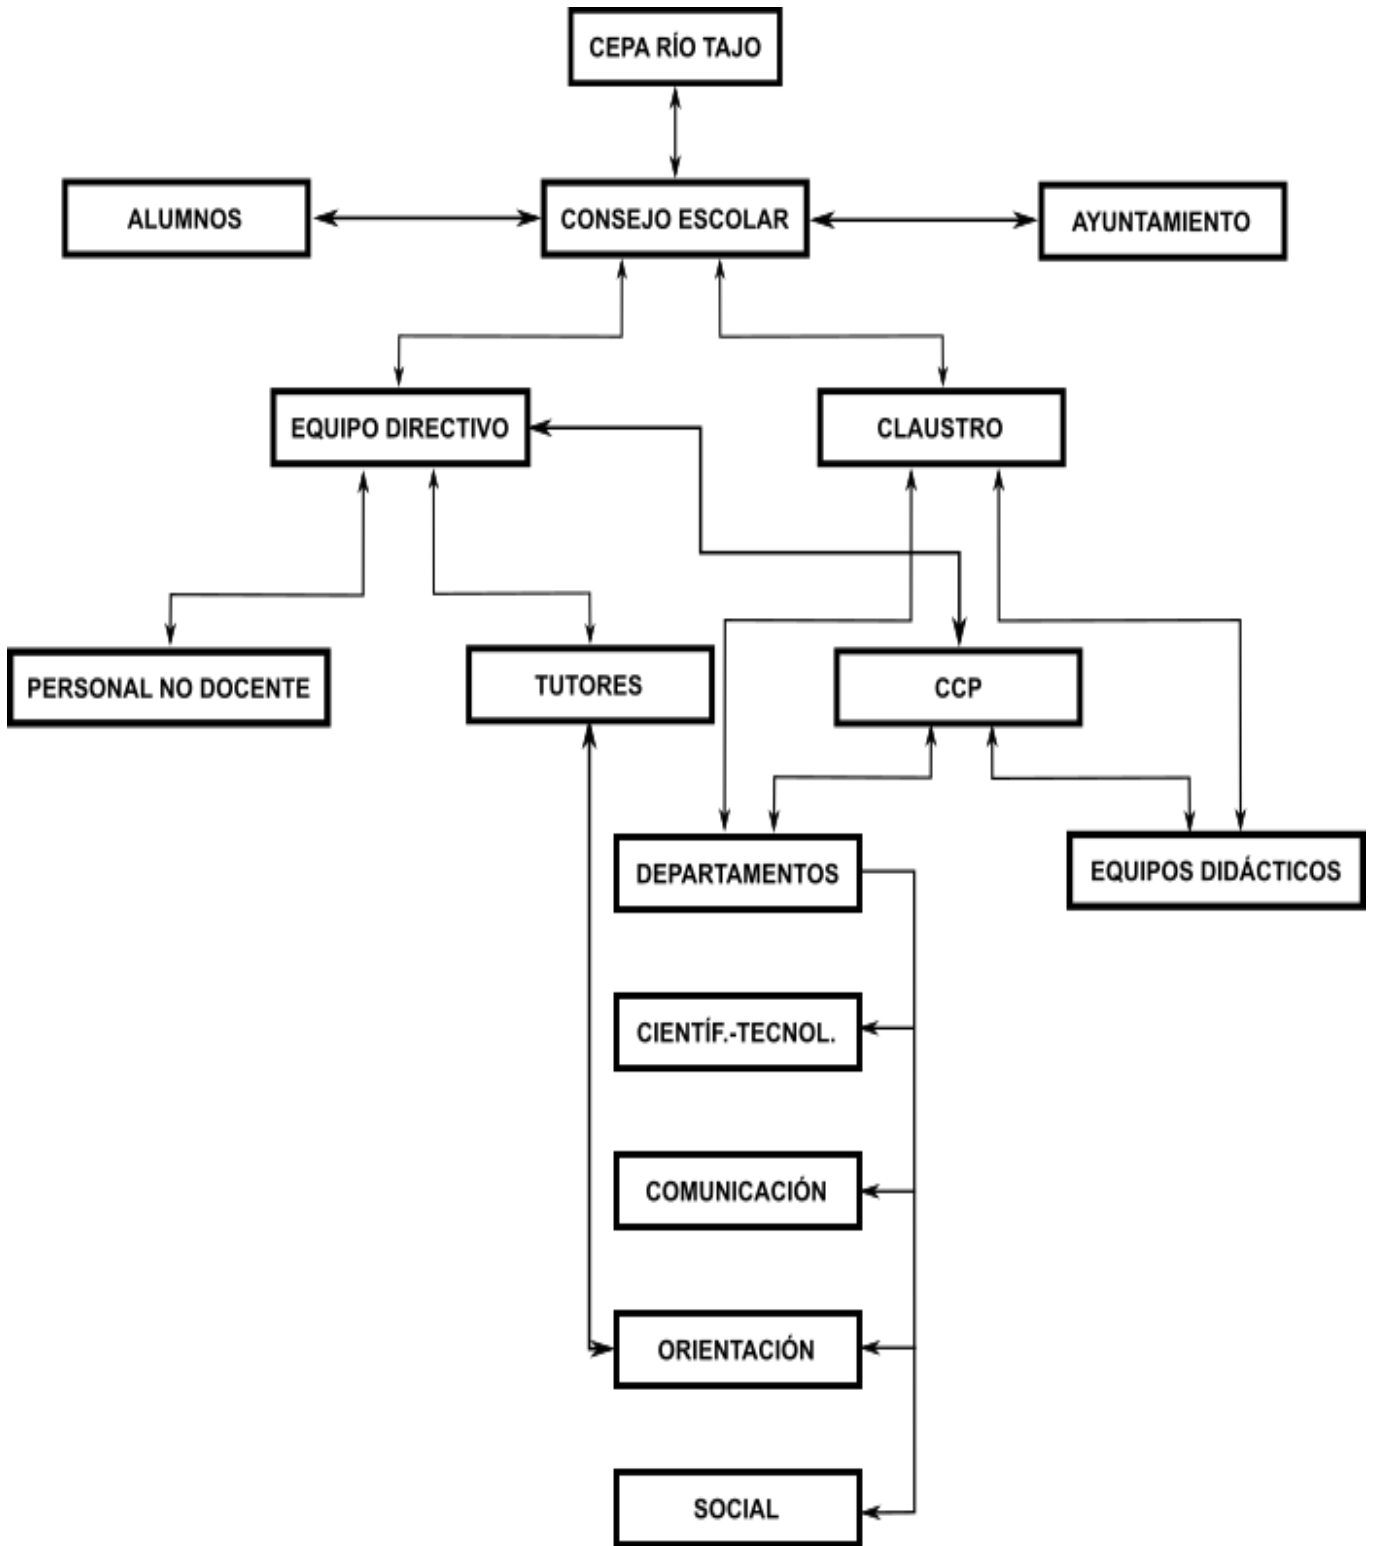 CEPA RÍO TAJO
ALUMNOS
CONSEJO ESCOLAR
AYUNTAMIENTO
EQUIPO DIRECTIVO
CLAUSTRO
PERSONAL NO DOCENTE
TUTORES
CCP
DEPARTAMENTOS
EQUIPOS DIDÁCTICOS
CIENTÍF.-TECNOL.
COMUNICACIÓN
ORIENTACIÓN
SOCIAL